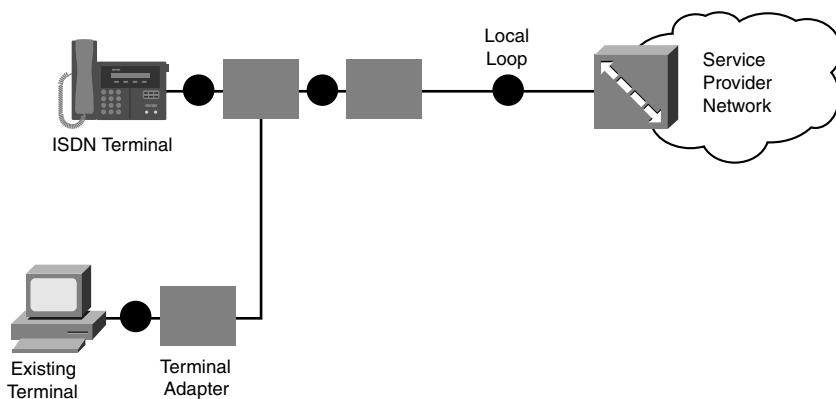 Local
Loop
Service
Provider
Network
ISDN Terminal
Existing
Terminal
Terminal
Adapter